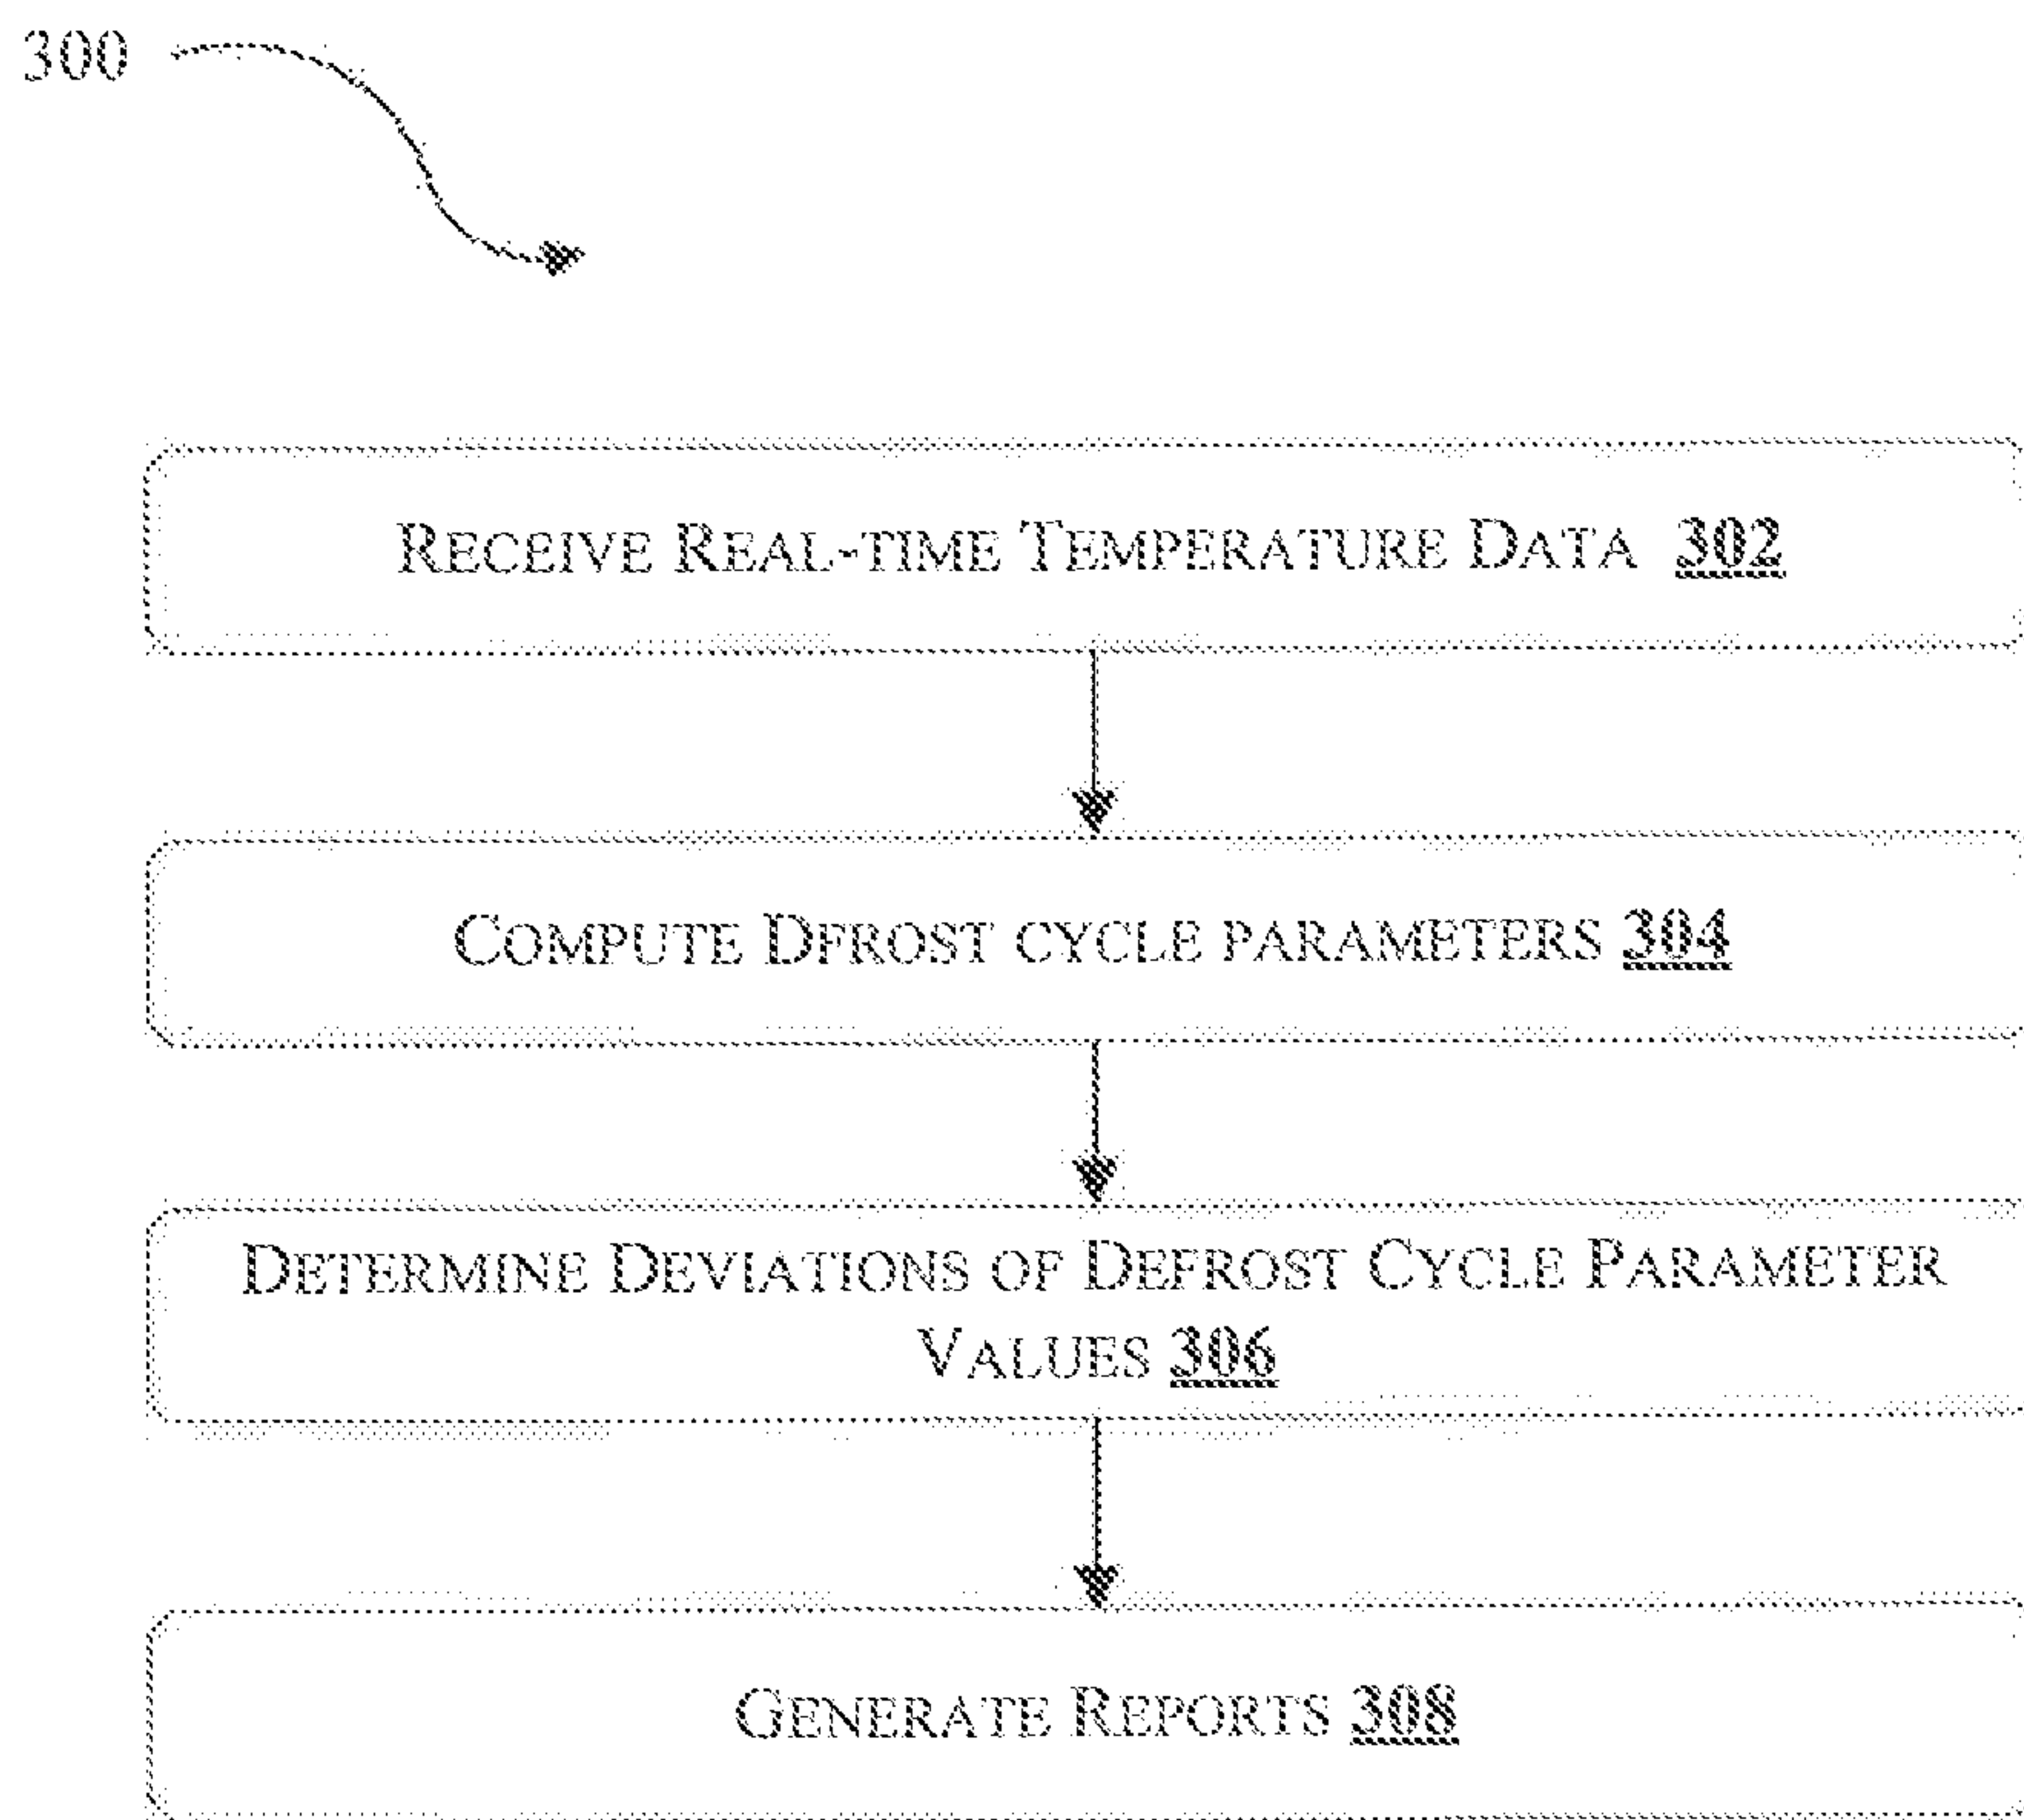 300
RECEIVE REAL-TIME TEMPERATURE DATA 302
COMPUTE DFROST CYCLE PARAMETERS 304
DETERMINE DEVIATIONS OF DEFROST CYCLE PARAMETER
VALUES 306
GENERATE REPORTS 308